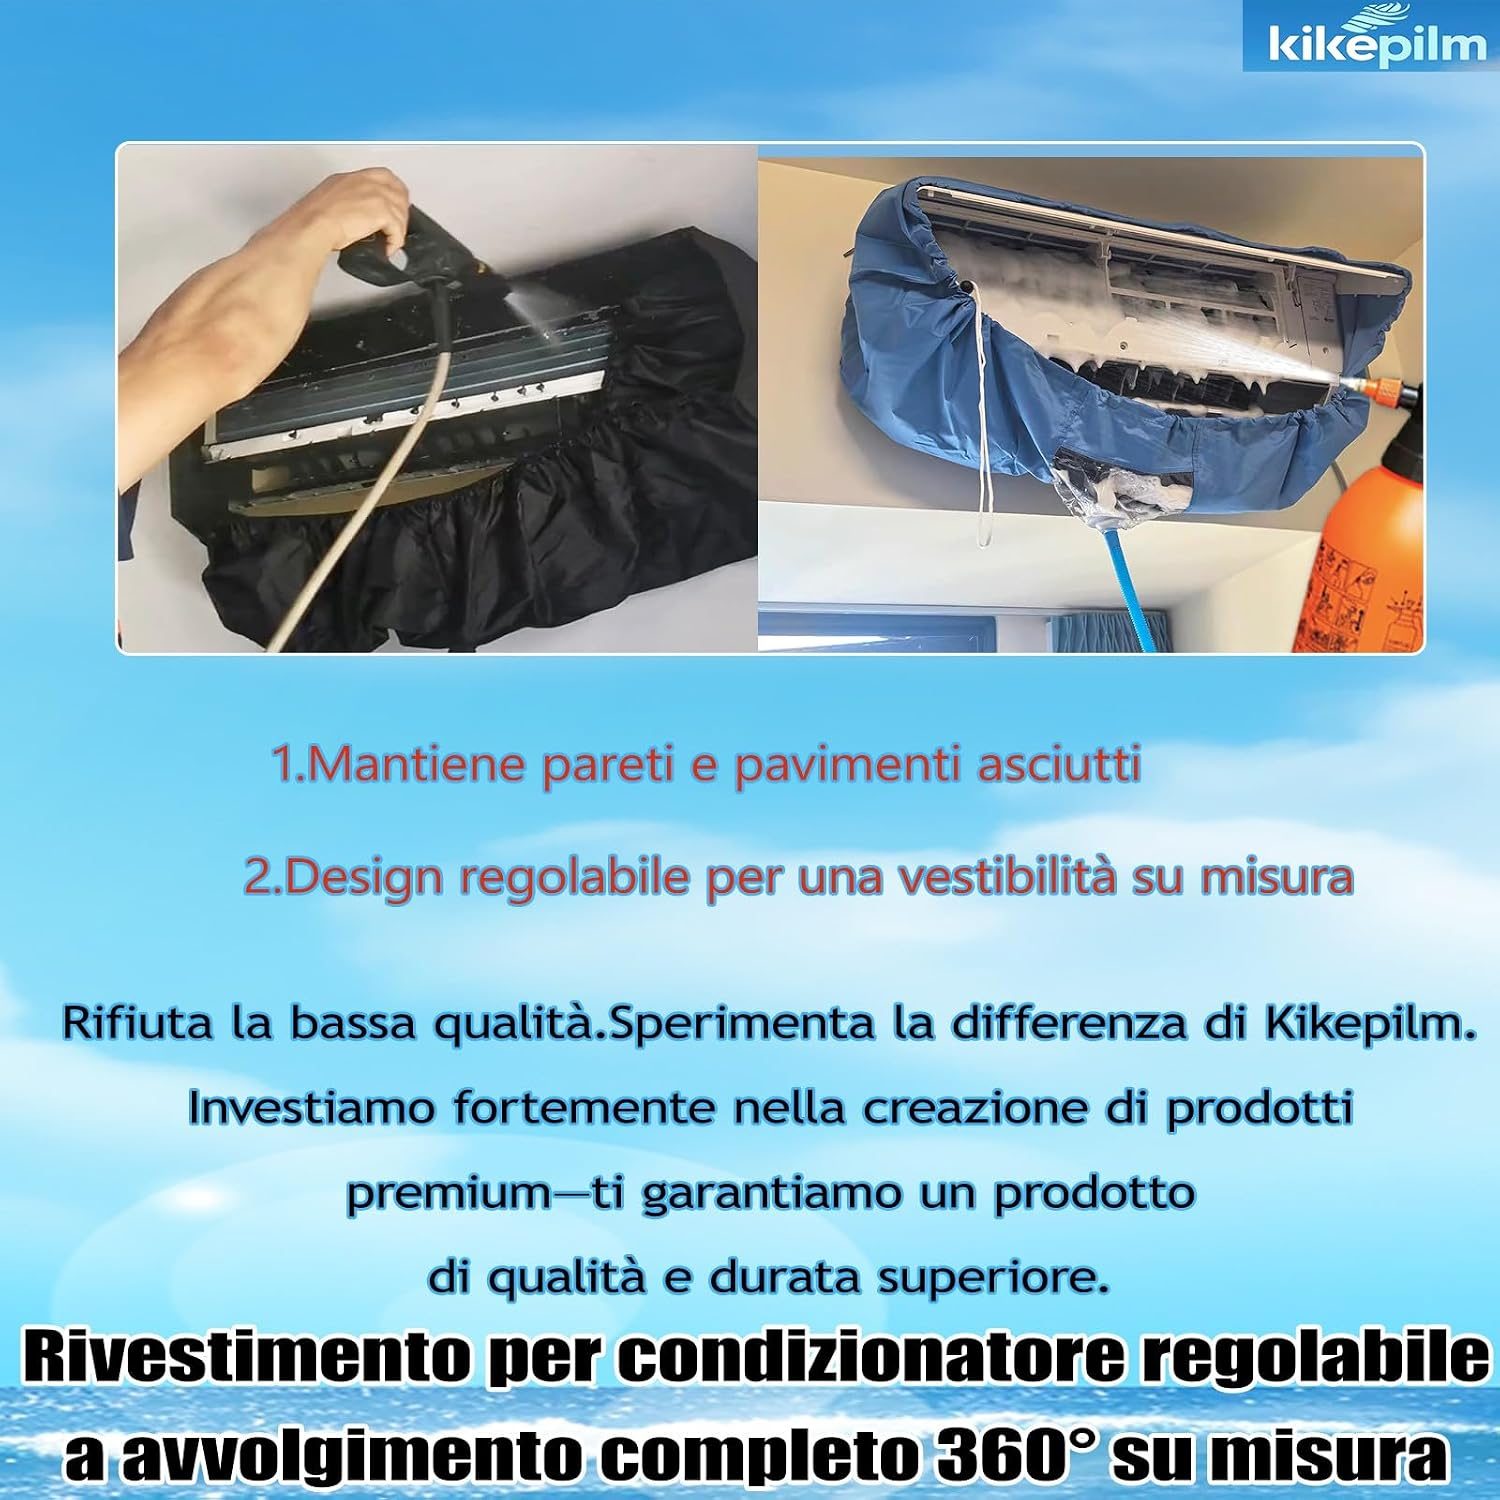 kikepilm
1.Mantiene pareti e pavimenti asciutti
2.Design regolabile per una vestibilità su misura
Rifiuta la bassa qualità.Sperimenta la differenza di Kikepilm.
Investiamo fortemente nella creazione di prodotti
premium—ti garantiamo un prodotto
di qualità e durata superiore.
Rivestimento per condizionatore regolabile
a avvolgimento completo 360° su misura